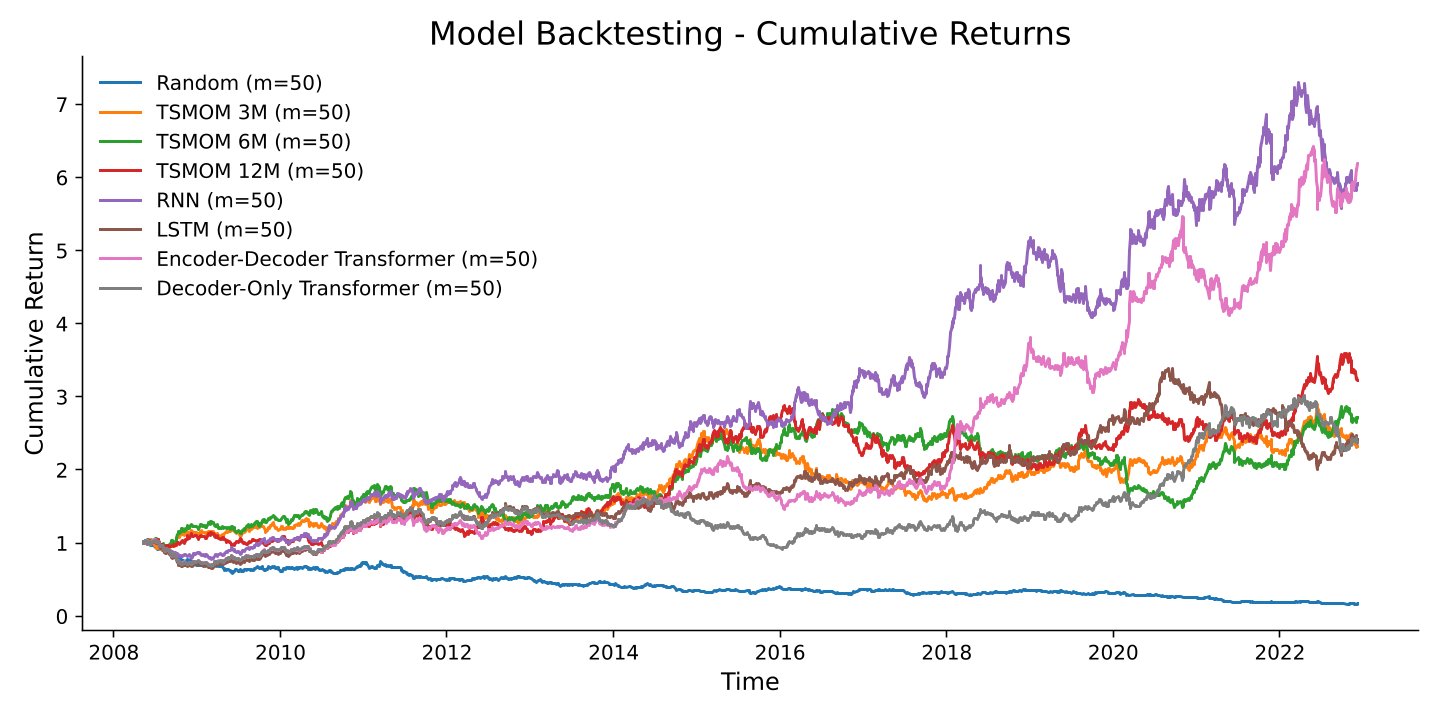 Model Backtesting - Cumulative Returns
Random (m=50)
TSMOM 3M (m=50)
TSMOM 6M (m=50)
TSMOM 12M (m=50)
RNN (m=50)
LSTM (m=50)
Encoder-Decoder Transformer (m=50)
Decoder-Only Transformer (m=50)
Cumulative Return
7
6
5
4
3
2
1
0
2008 2010 2012 2014 2016 2018 2020 2022
Time